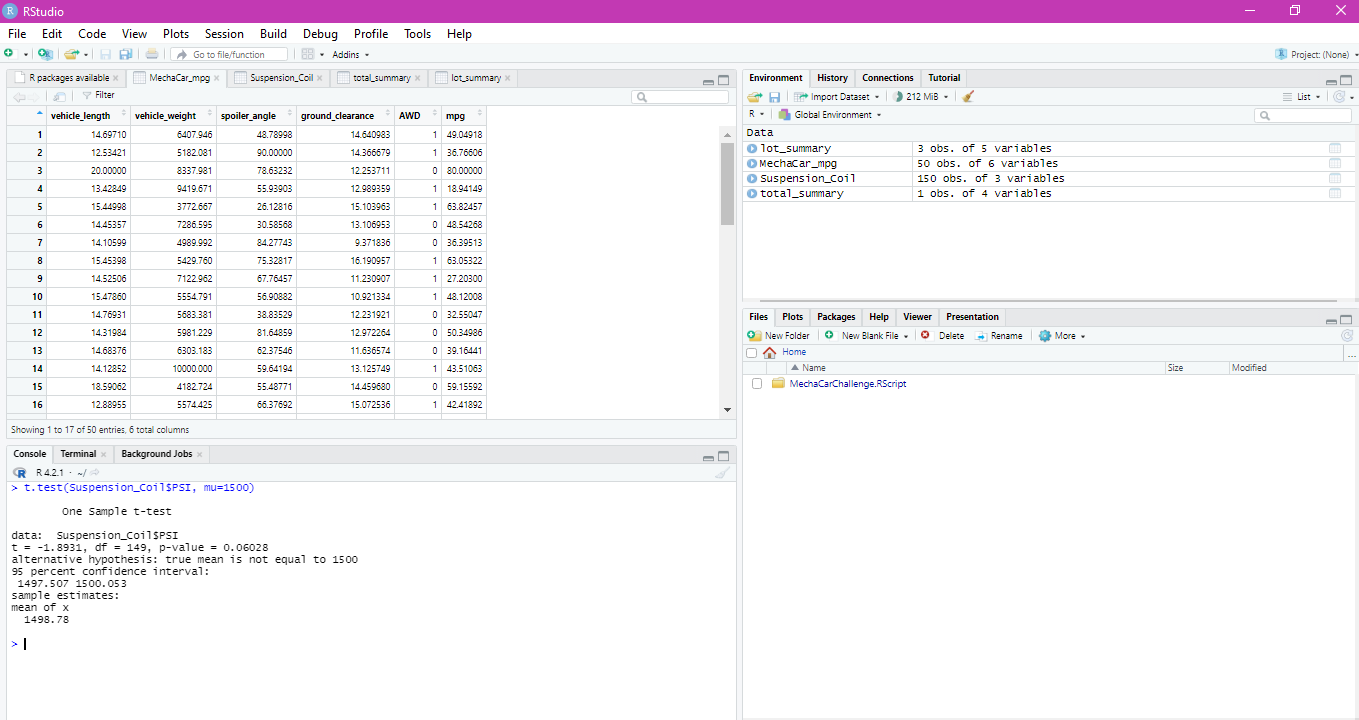 RStudio
File Edit Code View Plots Session Build Debug Profile Tools Help
Go to file/function Addins Project: (None)
R packages available MechaCar_mpg Suspension_Coil total_summary lot_summary
Filter
vehicle_length vehicle_weight spoiler_angle ground_clearance AWD mpg
1 14.69710 6407.946 48.78998 14.640983 1 49.04918
2 12.53421 5182.081 90.00000 14.366679 1 36.76606
3 20.00000 8337.981 78.63232 12.253711 0 80.00000
4 13.42849 9419.671 55.93903 12.989359 1 18.94149
5 15.44998 3772.667 26.12816 15.103963 1 63.82457
6 14.45357 7286.595 30.58568 13.106953 0 48.54268
7 14.10599 4989.992 84.27743 9.371836 0 36.39513
8 15.45398 5429.760 75.32817 16.190957 1 63.05322
9 14.52506 7122.962 67.76457 11.230907 1 27.20300
10 15.47860 5554.791 56.90882 10.921334 1 48.12008
11 14.76931 5683.381 38.83529 12.231921 0 32.55047
12 14.31984 5981.229 81.64859 12.972264 0 50.34986
13 14.68376 6303.183 62.37546 11.636574 0 39.16441
14 14.12852 10000.000 59.64194 13.125749 1 43.51063
15 18.59062 4182.724 55.48771 14.459680 0 59.15592
16 12.88955 5574.425 66.37692 15.072536 1 42.41892
Showing 1 to 17 of 50 entries, 6 total columns
Console Terminal Background Jobs
R 4.2.1 · ~/
> t.test(Suspension_Coil$PSI, mu=1500)
One Sample t-test
data: Suspension_Coil$PSI
t = -1.8931, df = 149, p-value = 0.06028
alternative hypothesis: true mean is not equal to 1500
95 percent confidence interval:
1497.507 1500.053
sample estimates:
mean of x
1498.78
>
Environment History Connections Tutorial
Import Dataset 212 MiB List
R Global Environment
Data
lot_summary 3 obs. of 5 variables
MechaCar_mpg 50 obs. of 6 variables
Suspension_Coil 150 obs. of 3 variables
total_summary 1 obs. of 4 variables
Files Plots Packages Help Viewer Presentation
New Folder New Blank File Delete Rename More
Home ...
Name Size Modified
MechaCarChallenge.RScript